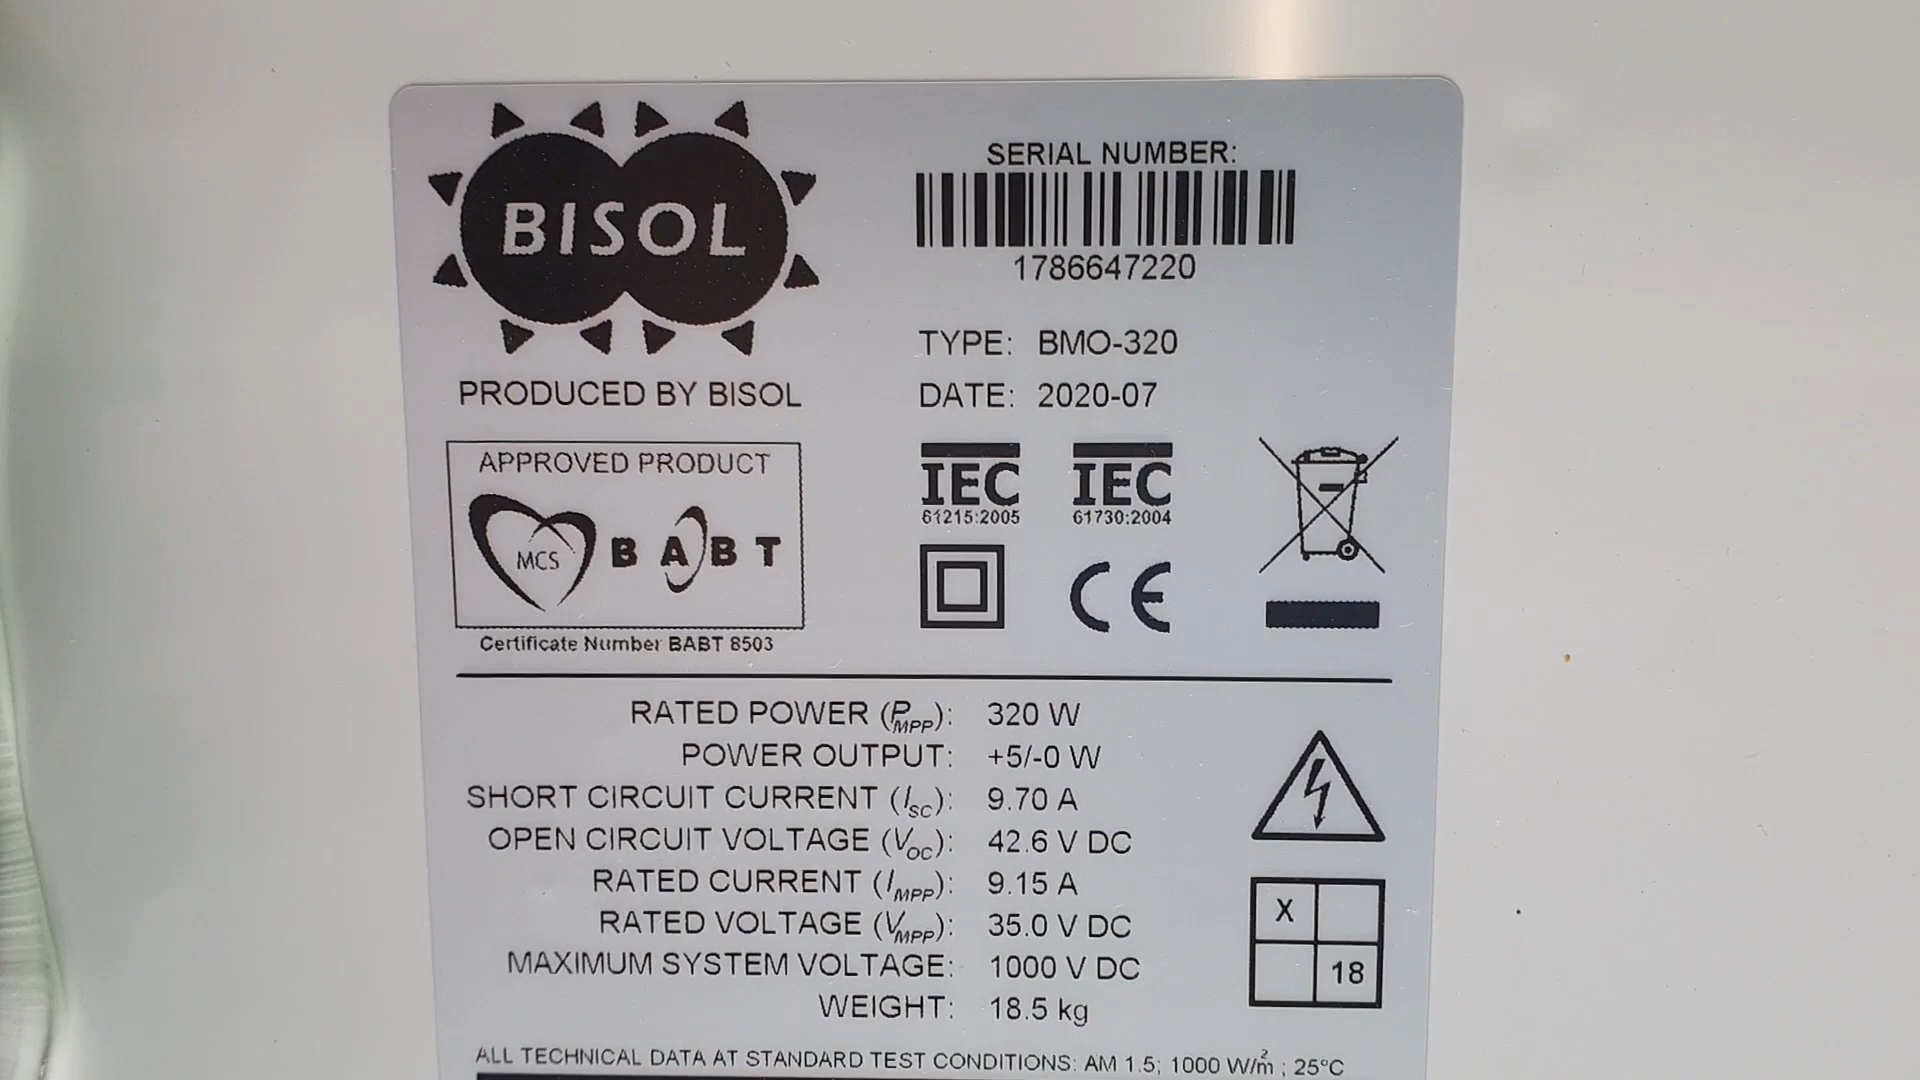 BISOL
PRODUCED BY BISOL
SERIAL NUMBER:
1786647220
TYPE: BMO-320
DATE: 2020-07
APPROVED PRODUCT
MCS BABT
Certificate Number BABT 8503
IEC IEC
61215:2005 61730:2004
CE
RATED POWER (PMPP): 320 W
POWER OUTPUT: +5/-0 W
SHORT CIRCUIT CURRENT (ISC): 9.70 A
OPEN CIRCUIT VOLTAGE (VOC): 42.6 V DC
RATED CURRENT (IMPP): 9.15 A
RATED VOLTAGE (VMPP): 35.0 V DC
MAXIMUM SYSTEM VOLTAGE: 1000 V DC
WEIGHT: 18.5 kg
X
18
ALL TECHNICAL DATA AT STANDARD TEST CONDITIONS: AM 1.5; 1000 W/m²; 25°C